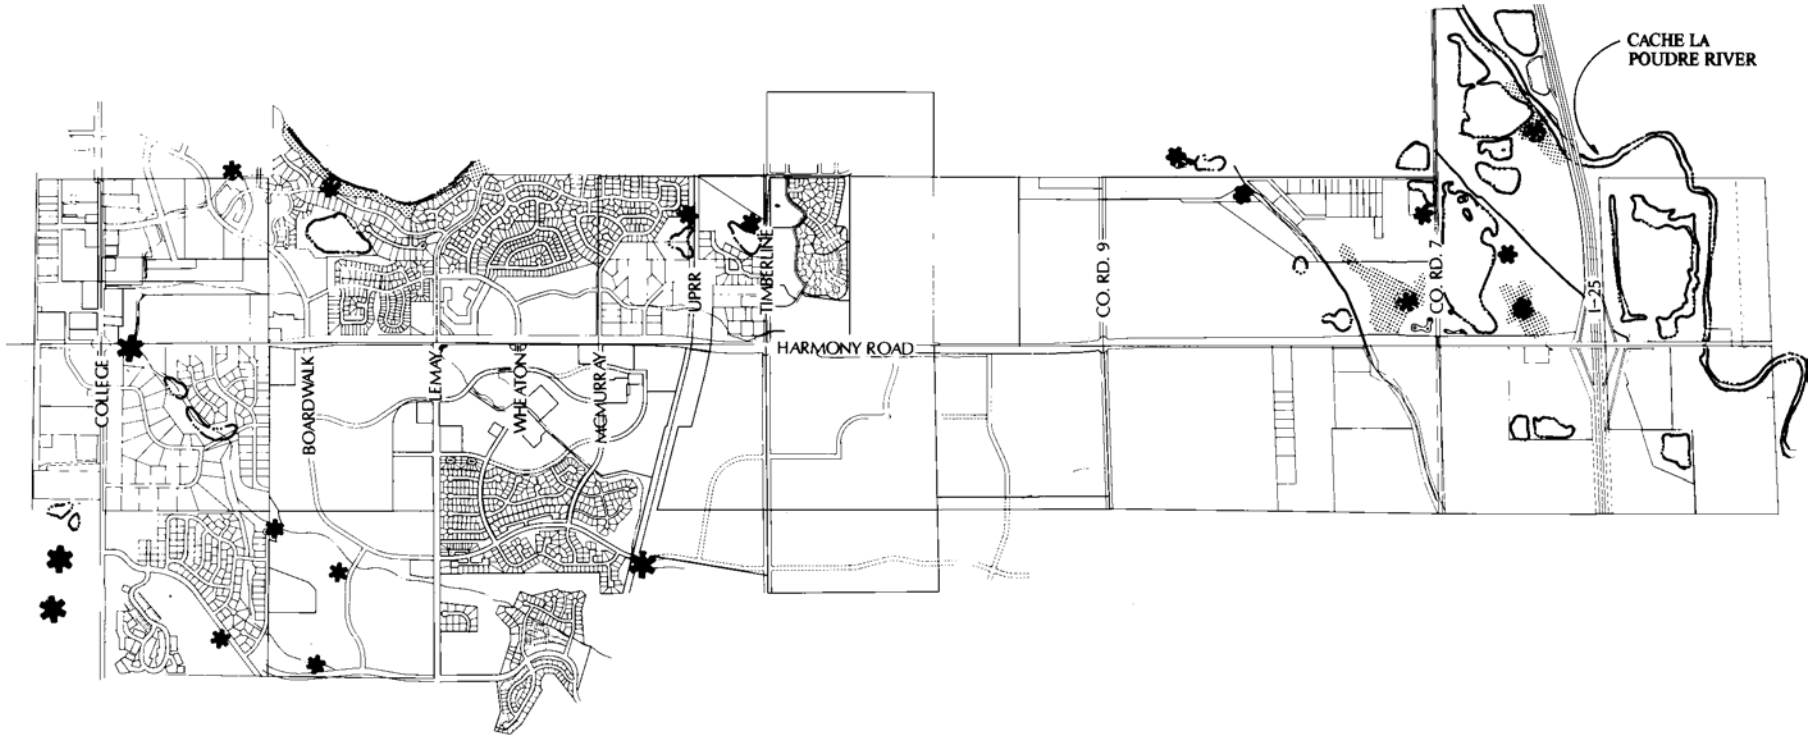 CACHE LA
POUDRE RIVER
COLLEGE
BOARDWALK
LEMAY
WHEATON
MCMURRAY
UPRR
TIMBERLINE
HARMONY ROAD
CO. RD. 9
CO. RD. 7
I-25